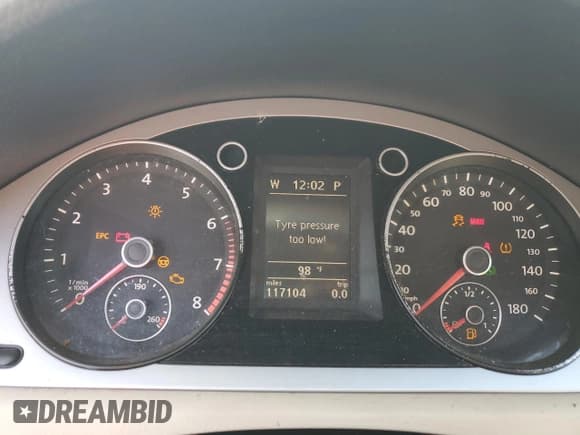 W 12:02 P
Tyre pressure
too low!
98 °F
miles trip
117104 0.0
1 2 3 4 5 6 7 8
1/min
x 1000
EPC
190
260
0 20 40 60 80 100 120 140 180
10 30 50 70 90 110 130 160
mph
1/2
1
DREAMBID